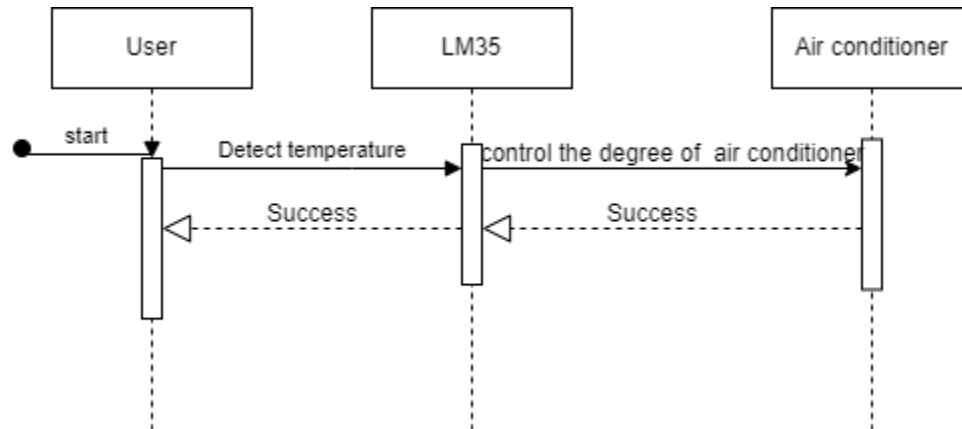 User
LM35
Air conditioner
start
Detect temperature
control the degree of  air conditioner
Success
Success